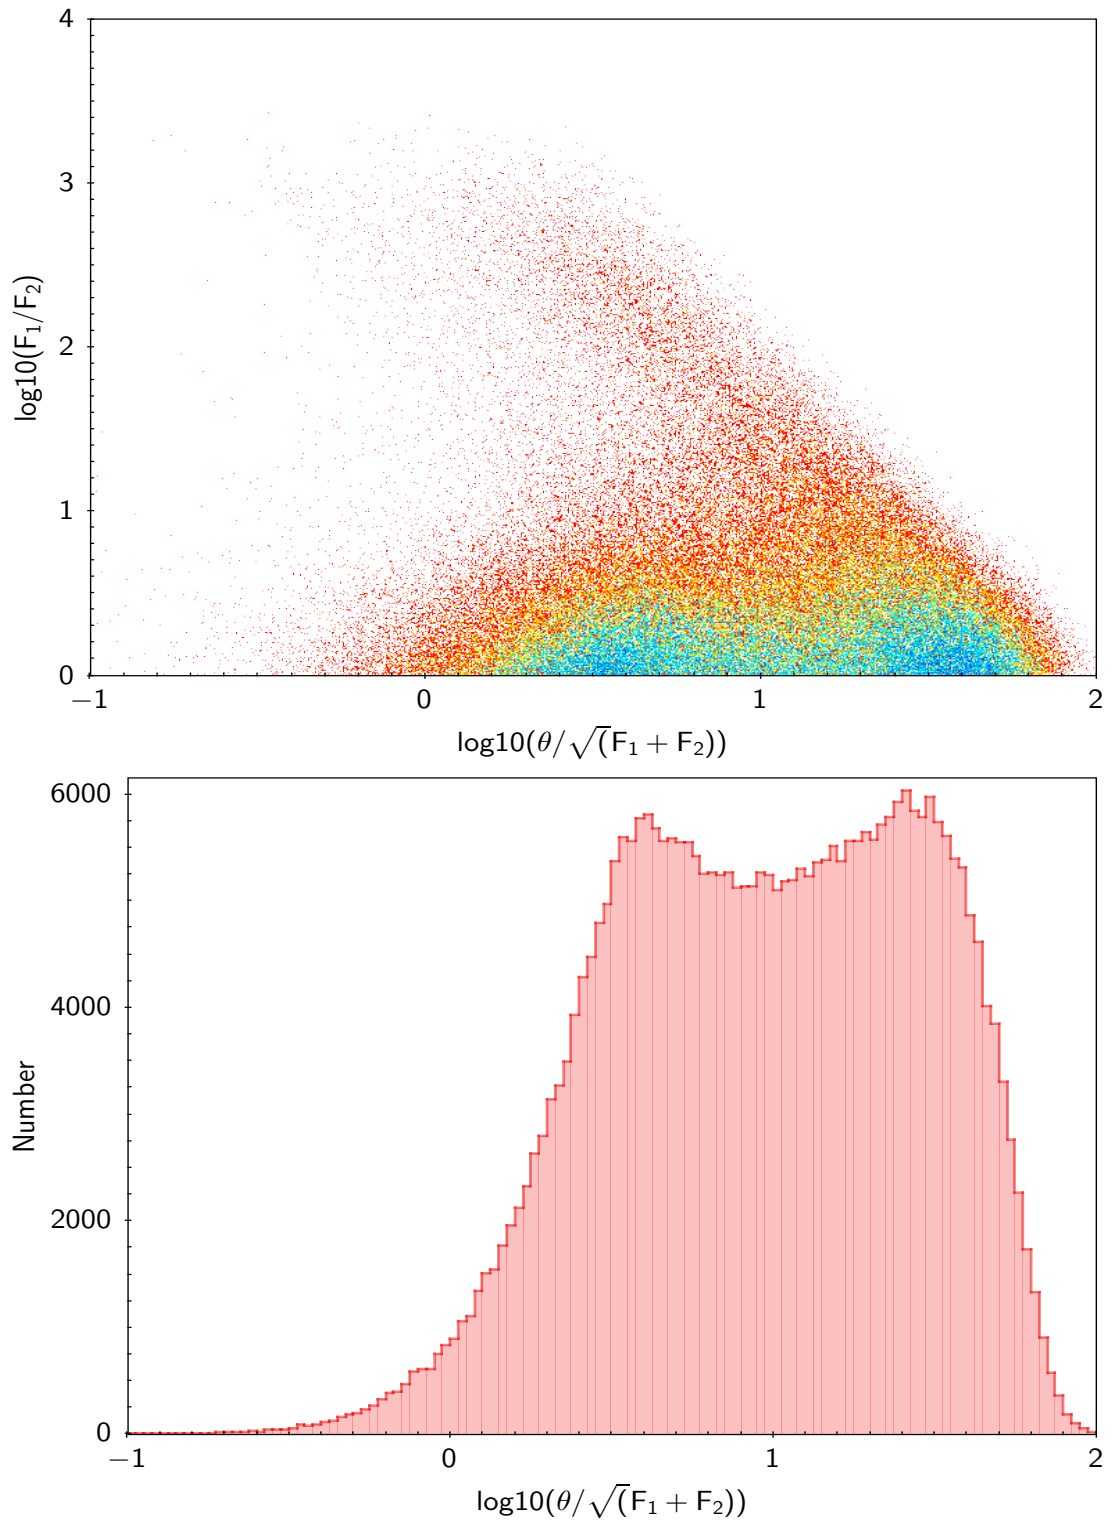 4
3
2
1
0
log10(F₁/F₂)
−1 0 1 2
log10(θ/√(F₁ + F₂))
6000
4000
2000
0
Number
−1 0 1 2
log10(θ/√(F₁ + F₂))